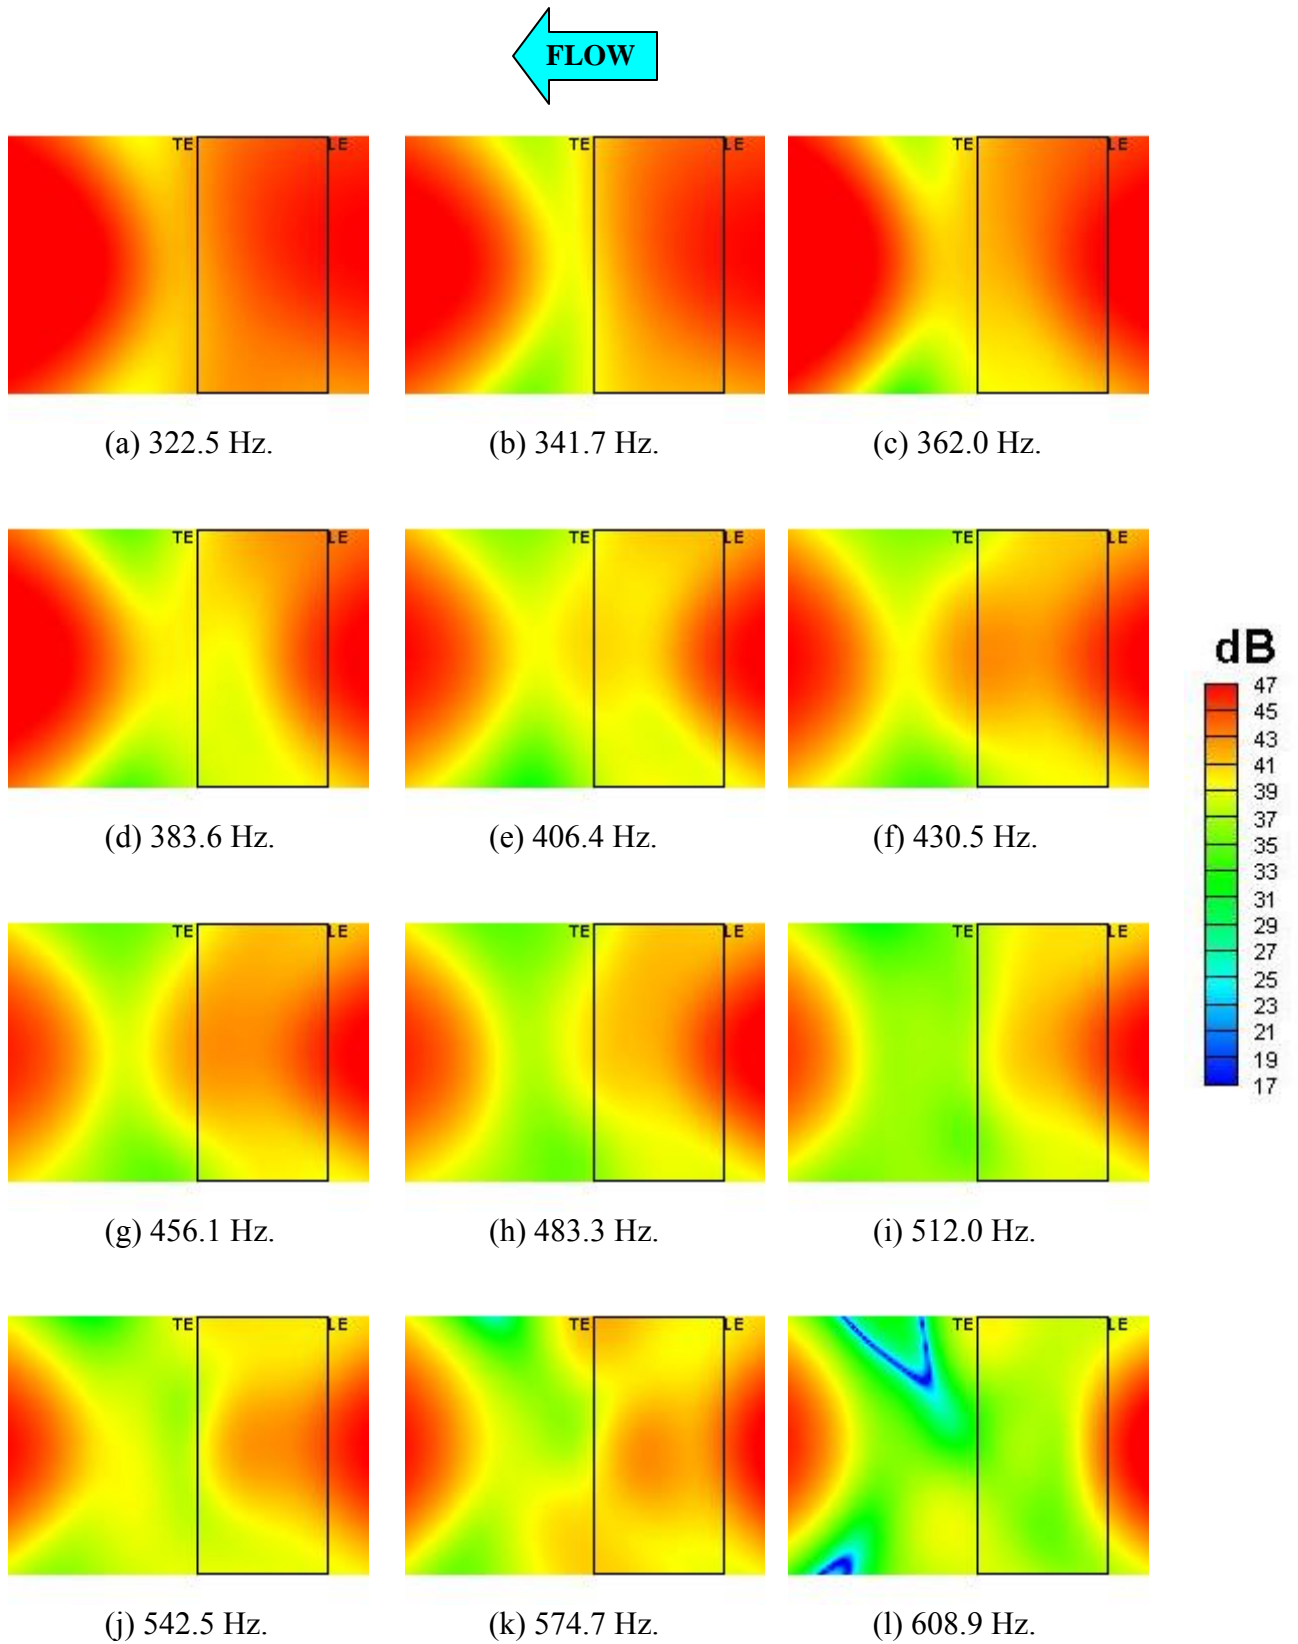 FLOW
TE LE TE LE TE LE
(a) 322.5 Hz. (b) 341.7 Hz. (c) 362.0 Hz.
TE LE TE LE TE LE
(d) 383.6 Hz. (e) 406.4 Hz. (f) 430.5 Hz.
dB
47
45
43
41
39
37
35
33
31
29
27
25
23
21
19
17
TE LE TE LE TE LE
(g) 456.1 Hz. (h) 483.3 Hz. (i) 512.0 Hz.
TE LE TE LE TE LE
(j) 542.5 Hz. (k) 574.7 Hz. (l) 608.9 Hz.